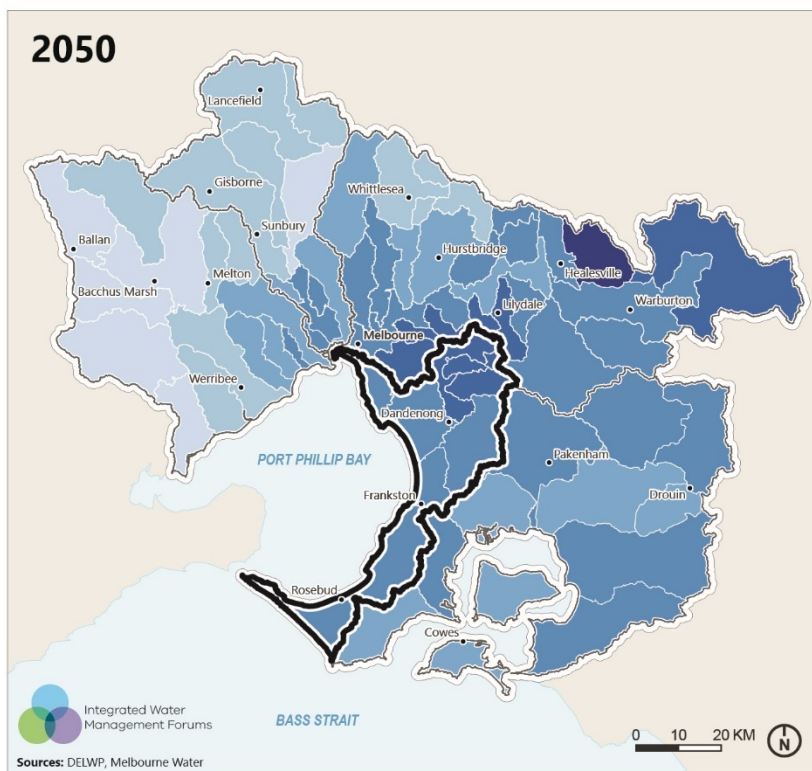 2050
Lancefield
Gisborne
Whittlesea
Sunbury
Ballan
Hurstbridge
Healesville
Melton
Bacchus Marsh
Lilydale
Warburton
Melbourne
Werribee
Dandenong
PORT PHILLIP BAY
Pakenham
Drouin
Frankston
Rosebud
Cowes
Integrated Water
Management Forums
BASS STRAIT
0 10 20 KM
N
Sources: DELWP, Melbourne Water